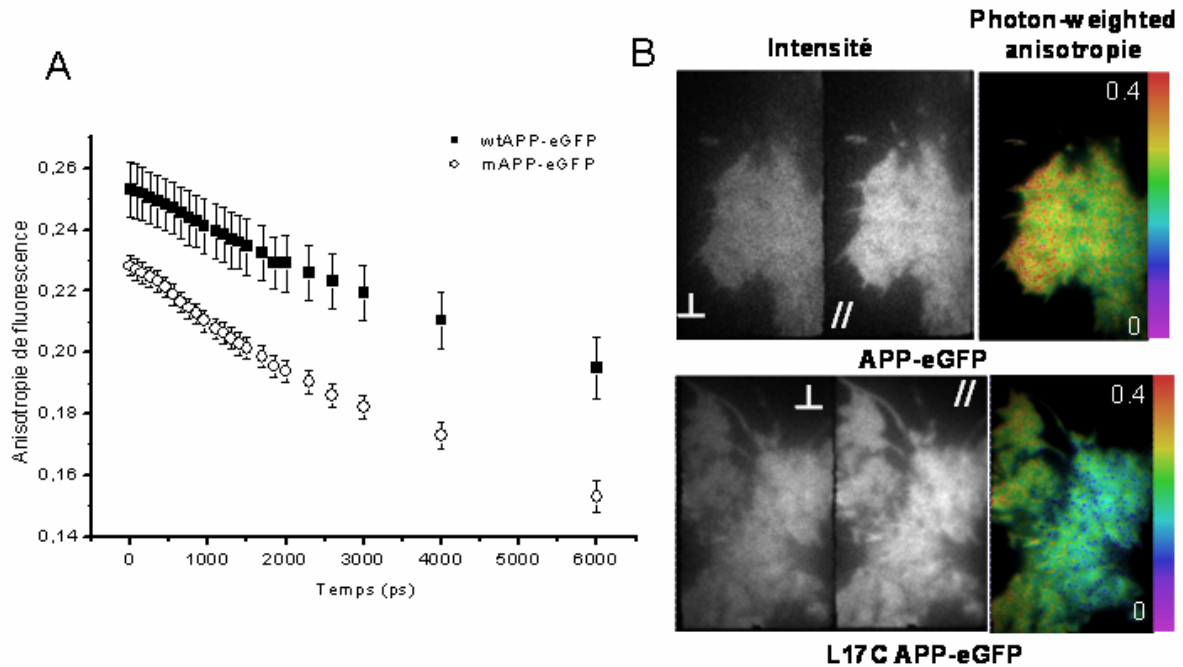 A
wtAPP-eGFP
mAPP-eGFP
Anisotropie de fluorescence
0,26
0,24
0,22
0,20
0,18
0,16
0,14
0 1000 2000 3000 4000 5000 6000
Temps (ps)
B
Intensité
Photon-weighted
anisotropie
⊥ // 0.4
0
APP-eGFP
⊥ // 0.4
0
L17C APP-eGFP